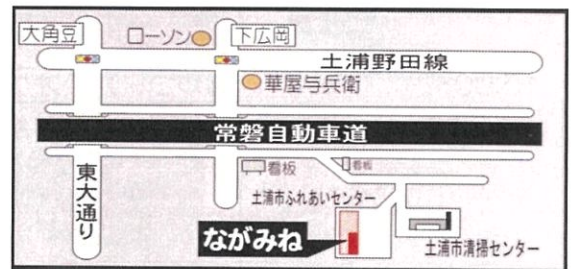 大角豆
ローソン
下広岡
土浦野田線
華屋与兵衛
常磐自動車道
看板
看板
東大通り
土浦市ふれあいセンター
ながみね
土浦市清掃センター